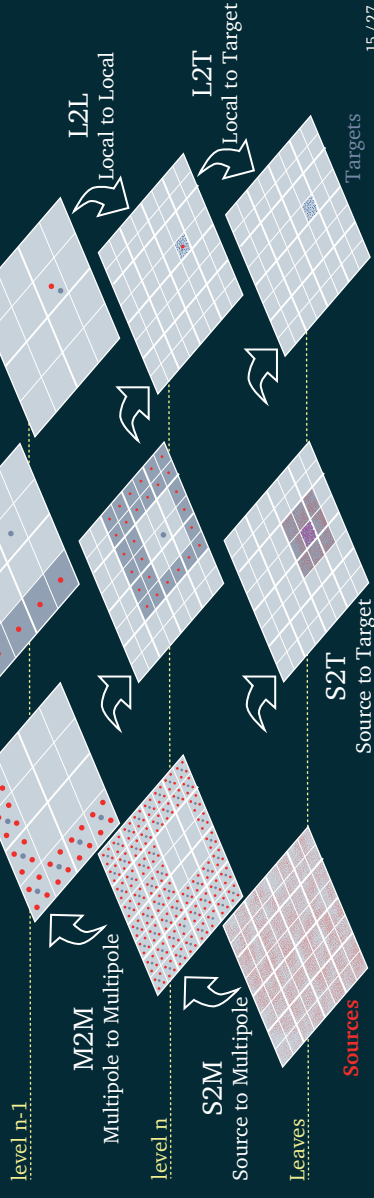 level n-1
M2M
Multipole to Multipole
L2L
Local to Local
level n
S2M
Source to Multipole
L2T
Local to Target
Leaves
Sources
S2T
Source to Target
Targets
15 / 27